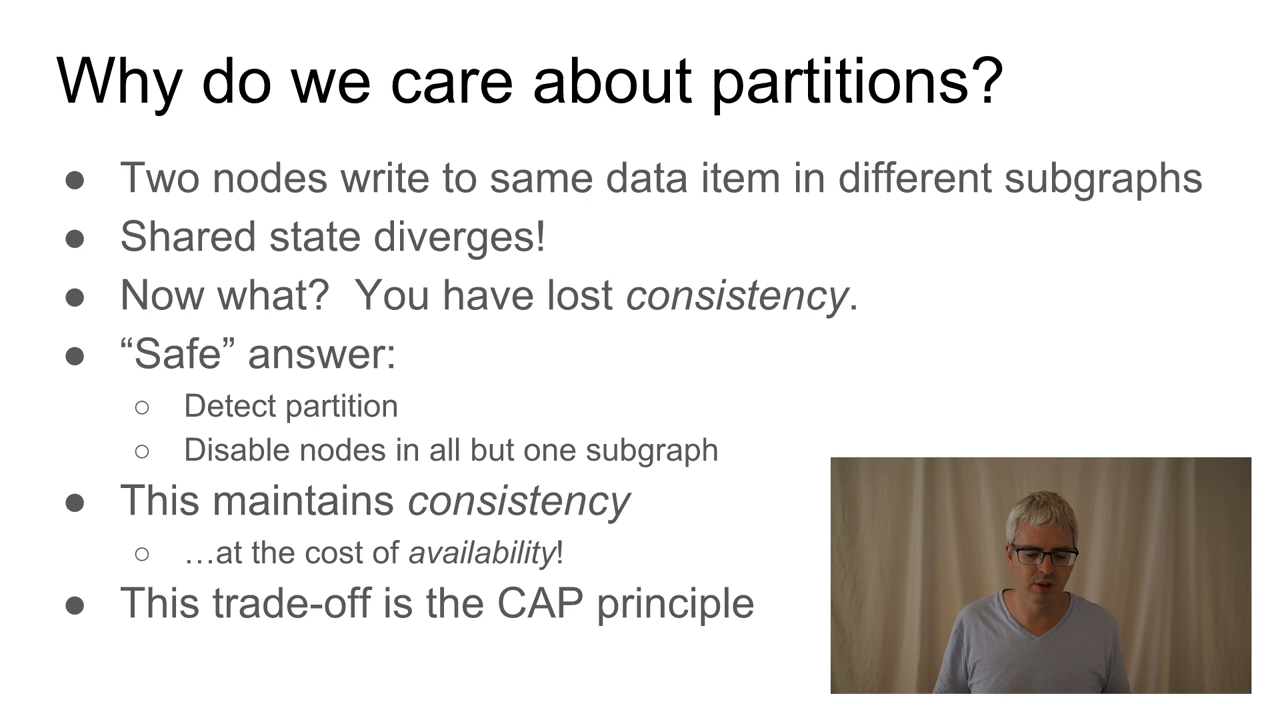 Why do we care about partitions?
● Two nodes write to same data item in different subgraphs
● Shared state diverges!
● Now what?  You have lost consistency.
● “Safe” answer:
○ Detect partition
○ Disable nodes in all but one subgraph
● This maintains consistency
○ …at the cost of availability!
● This trade-off is the CAP principle